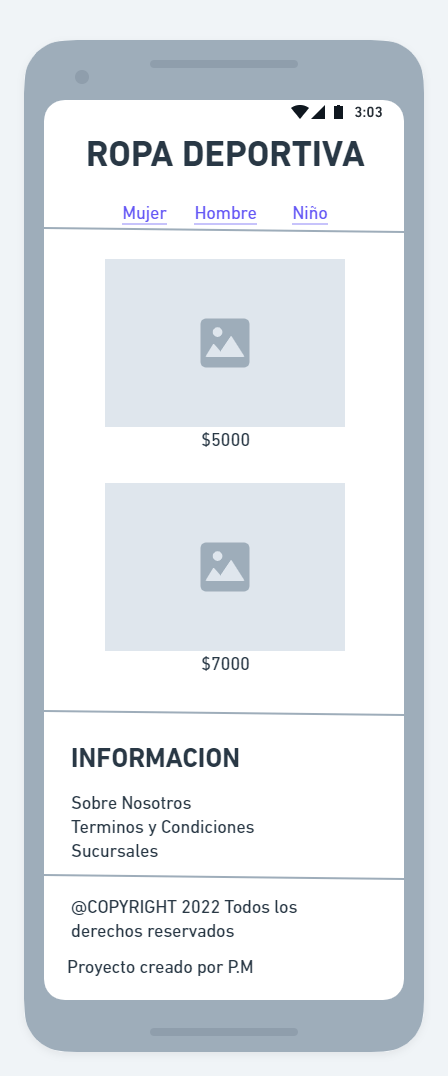 3:03
ROPA DEPORTIVA
Mujer Hombre Niño
$5000
$7000
INFORMACION
Sobre Nosotros
Terminos y Condiciones
Sucursales
@COPYRIGHT 2022 Todos los
derechos reservados
Proyecto creado por P.M